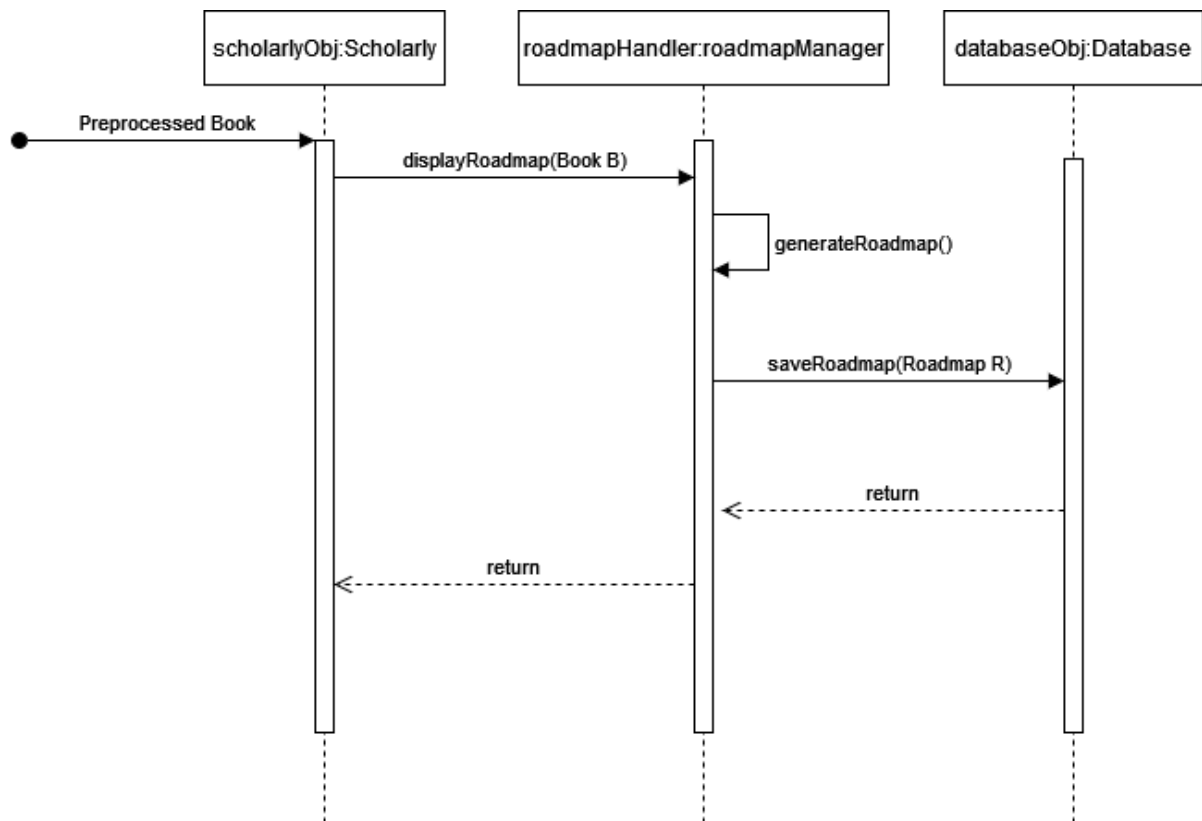 scholarlyObj:Scholarly
roadmapHandler:roadmapManager
databaseObj:Database
Preprocessed Book
displayRoadmap(Book B)
generateRoadmap()
saveRoadmap(Roadmap R)
return
return